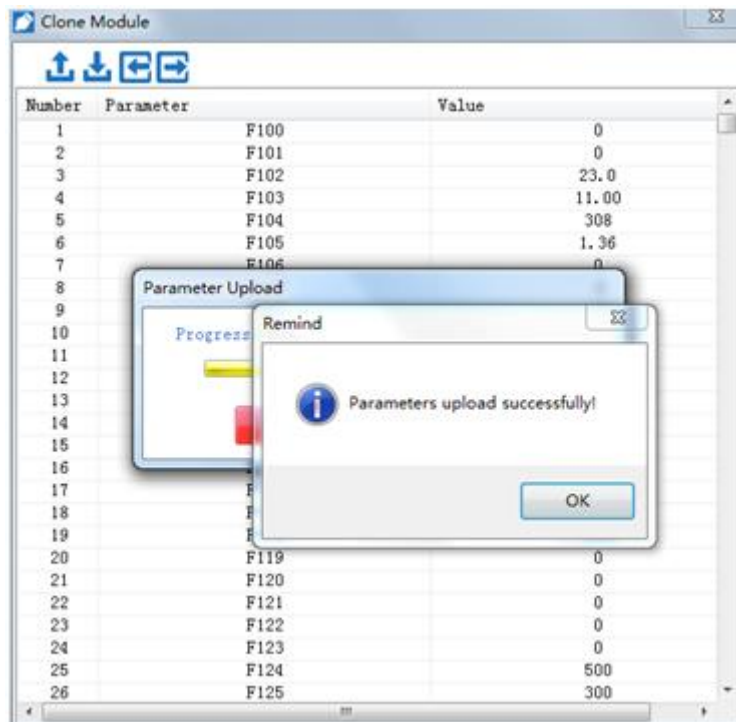 Clone Module
Number Parameter Value
1 F100 0
2 F101 0
3 F102 23.0
4 F103 11.00
5 F104 308
6 F105 1.36
7 F106 0
8
Parameter Upload
9
Remind
10 Progress
11
12
13 Parameters upload successfully!
14
15
16
17
OK
18
19
20 F119 0
21 F120 0
22 F121 0
23 F122 0
24 F123 0
25 F124 500
26 F125 300